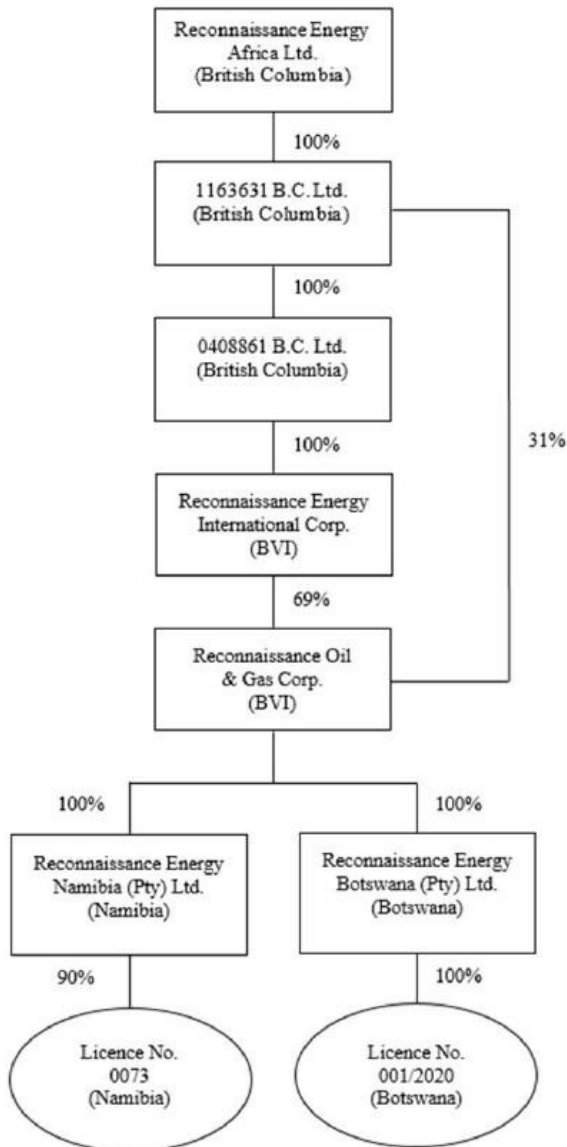 Reconnaissance Energy
Africa Ltd.
(British Columbia)
100%
1163631 B.C. Ltd.
(British Columbia)
100%
0408861 B.C. Ltd.
(British Columbia)
100%
31%
Reconnaissance Energy
International Corp.
(BVI)
69%
Reconnaissance Oil
& Gas Corp.
(BVI)
100%
100%
Reconnaissance Energy
Namibia (Pty) Ltd.
(Namibia)
Reconnaissance Energy
Botswana (Pty) Ltd.
(Botswana)
90%
100%
Licence No.
0073
(Namibia)
Licence No.
001/2020
(Botswana)